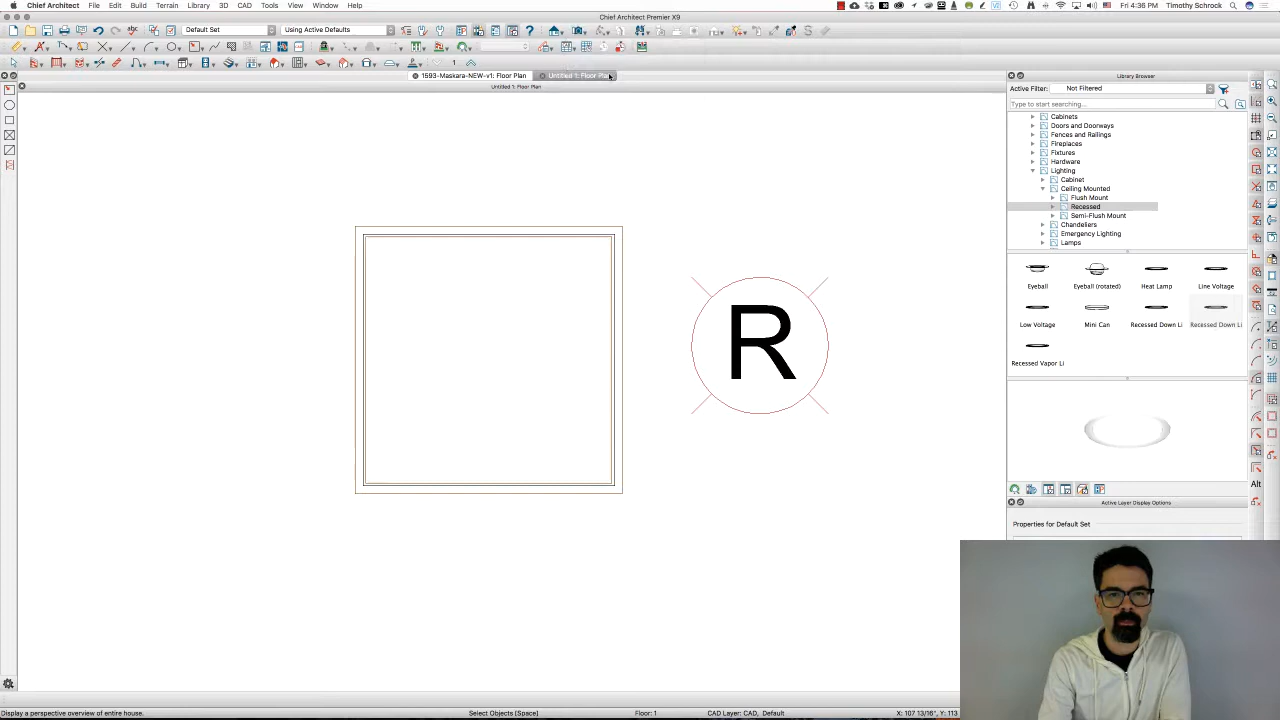 Chief Architect File Edit Build Terrain Library 3D CAD Tools View Window Help
Fri 4:36 PM Timothy Schrock
Chief Architect Premier X9
Default Set
Using Active Defaults
1
1593-Maskara-NEW-v1: Floor Plan
Untitled 1: Floor Plan
Untitled 1: Floor Plan
Library Browser
Active Filter: Not Filtered
Type to start searching...
Cabinets
Doors and Doorways
Fences and Railings
Fireplaces
Fixtures
Hardware
Lighting
Cabinet
Ceiling Mounted
Flush Mount
Recessed
Semi-Flush Mount
Chandeliers
Emergency Lighting
Lamps
R
Eyeball
Eyeball (rotated)
Heat Lamp
Line Voltage
Low Voltage
Mini Can
Recessed Down Li
Recessed Down Li
Recessed Vapor Li
Alt
Active Layer Display Options
Properties for Default Set
Display a perspective overview of entire house.
Select Objects [Space]
Floor: 1
CAD Layer: CAD, Default
X: 107 13/16", Y: 113